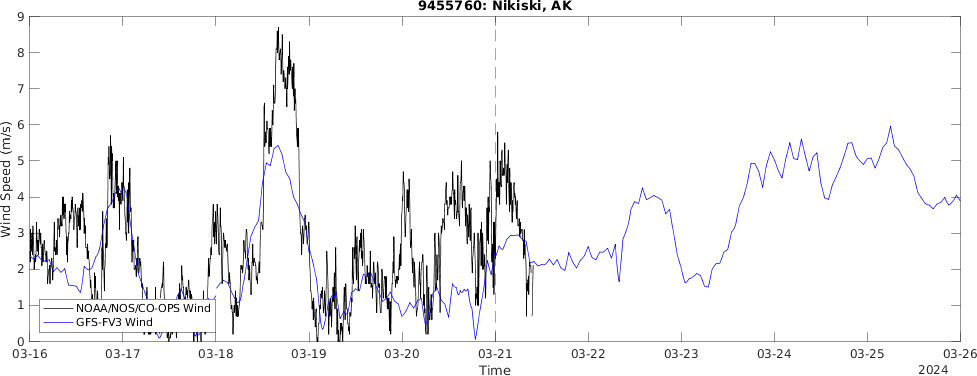 9455760: Nikiski, AK
9
8
7
6
5
4
3
2
1
0
Wind Speed (m/s)
NOAA/NOS/CO-OPS Wind
GFS-FV3 Wind
03-16 03-17 03-18 03-19 03-20 03-21 03-22 03-23 03-24 03-25 03-26
Time
2024